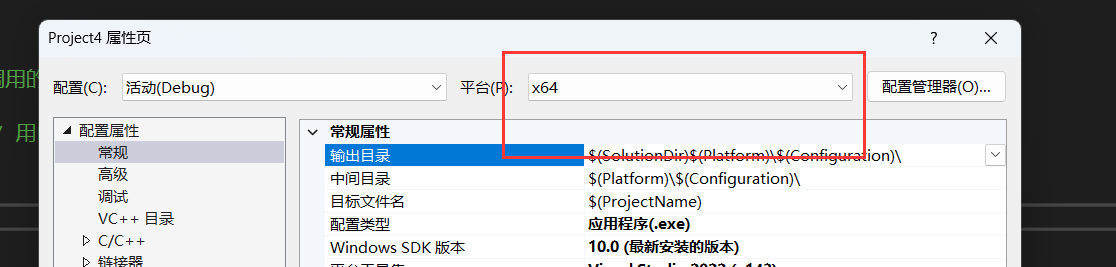 Project4 属性页
配置(C): 活动(Debug) 平台(P): x64 配置管理器(O)...
用的
用
配置属性
常规
高级
调试
VC++ 目录
C/C++
链接器
常规属性
输出目录 $(SolutionDir)$(Platform)\$(Configuration)\
中间目录 $(Platform)\$(Configuration)\
目标文件名 $(ProjectName)
配置类型 应用程序(.exe)
Windows SDK 版本 10.0 (最新安装的版本)